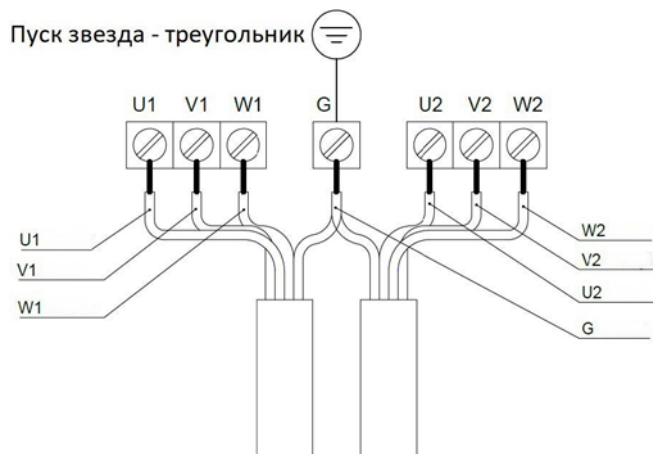 Пуск звезда - треугольник
U1 V1 W1 G U2 V2 W2
U1
V1
W1
W2
V2
U2
G